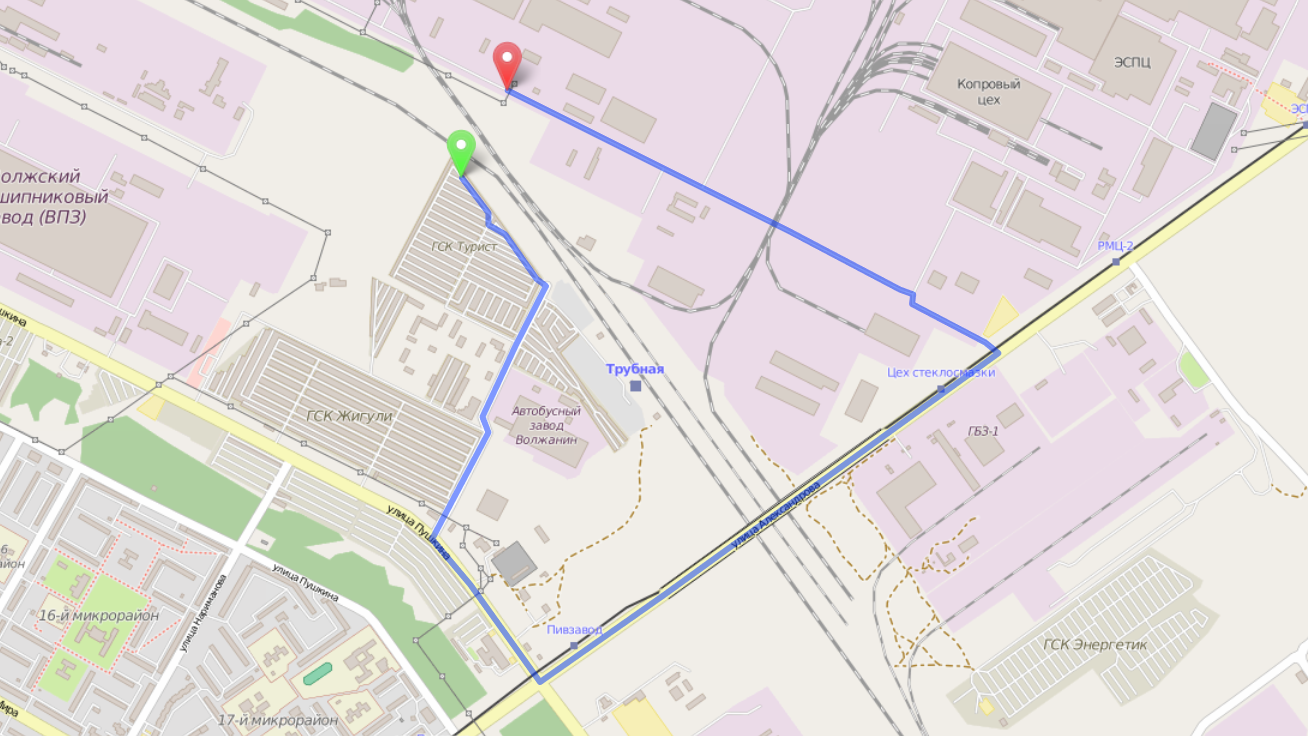 ЭСПЦ
Копровый
цех
олжский
шипниковый
вод (ВПЗ)
ГСК Турист
РМЦ-2
Трубная
Цех стеклосмазки
ГСК Жигули
Автобусный
завод
Волжанин
ГБЗ-1
улица Пушкина
улица Александрова
улица Пушкина
улица Нариманова
16-й микрорайон
Пивзавод
ГСК Энергетик
17-й микрорайон